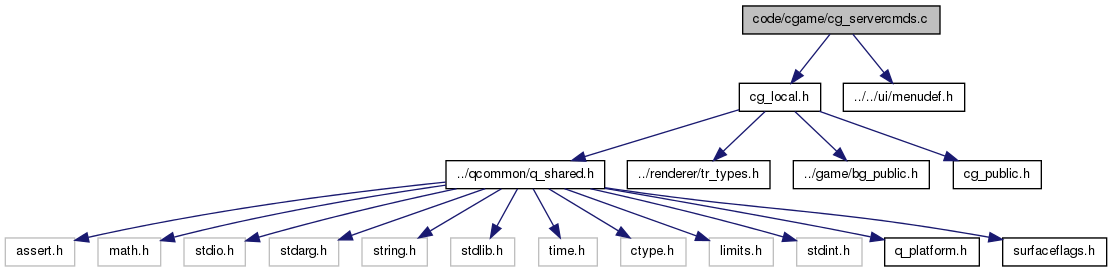 code/cgame/cg_servercmds.c
cg_local.h
../../ui/menudef.h
../qcommon/q_shared.h
../renderer/tr_types.h
../game/bg_public.h
cg_public.h
assert.h
math.h
stdio.h
stdarg.h
string.h
stdlib.h
time.h
ctype.h
limits.h
stdint.h
q_platform.h
surfaceflags.h